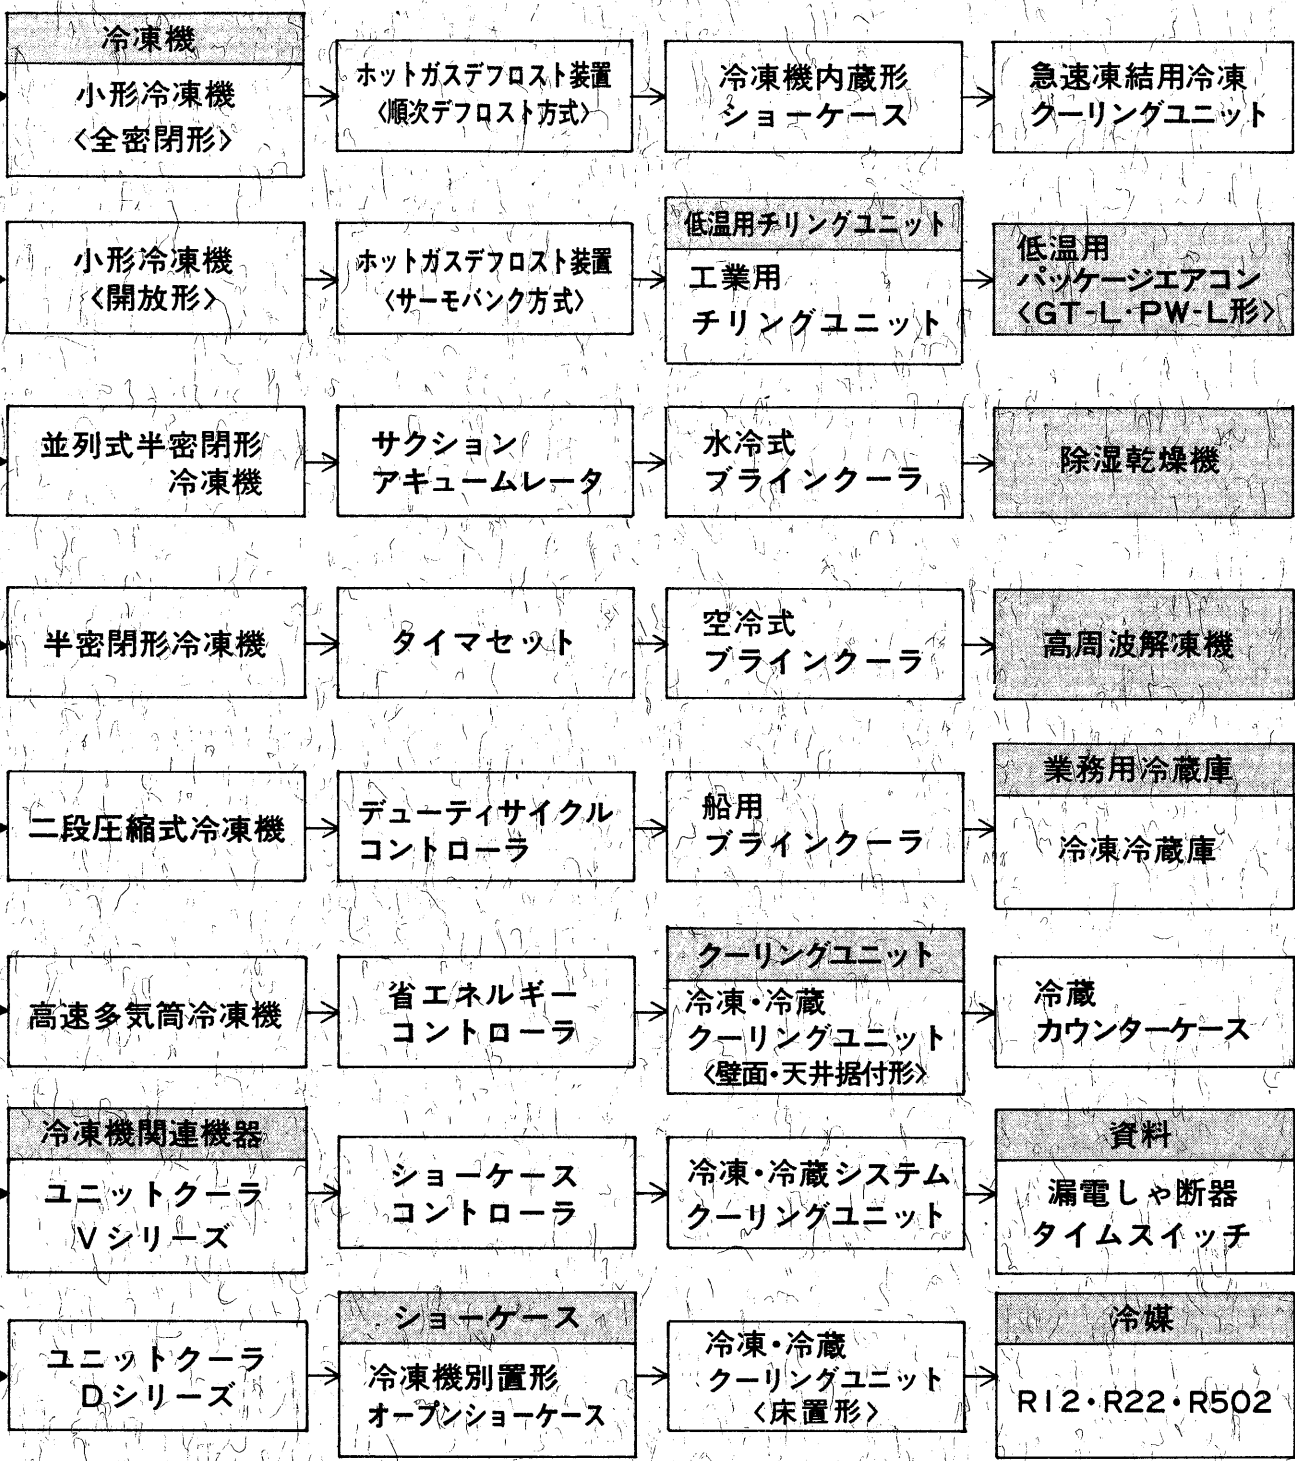 冷凍機
小形冷凍機
〈全密閉形〉
ホットガスデフロスト装置
〈順次デフロスト方式〉
冷凍機内蔵形
ショーケース
急速凍結用冷凍
クーリングユニット
小形冷凍機
〈開放形〉
ホットガスデフロスト装置
〈サーモバンク方式〉
低温用チリングユニット
工業用
チリングユニット
低温用
パッケージエアコン
〈GT-L・PW-L形〉
並列式半密閉形
冷凍機
サクション
アキュームレータ
水冷式
ブラインクーラ
除湿乾燥機
半密閉形冷凍機
タイマセット
空冷式
ブラインクーラ
高周波解凍機
二段圧縮式冷凍機
デューティサイクル
コントローラ
船用
ブラインクーラ
業務用冷蔵庫
冷凍冷蔵庫
高速多気筒冷凍機
省エネルギー
コントローラ
クーリングユニット
冷凍・冷蔵
クーリングユニット
〈壁面・天井据付形〉
冷蔵
カウンターケース
冷凍機関連機器
ユニットクーラ
Vシリーズ
ショーケース
コントローラ
冷凍・冷蔵システム
クーリングユニット
資料
漏電しゃ断器
タイムスイッチ
ユニットクーラ
Dシリーズ
ショーケース
冷凍機別置形
オープンショーケース
冷凍・冷蔵
クーリングユニット
〈床置形〉
冷媒
R12・R22・R502